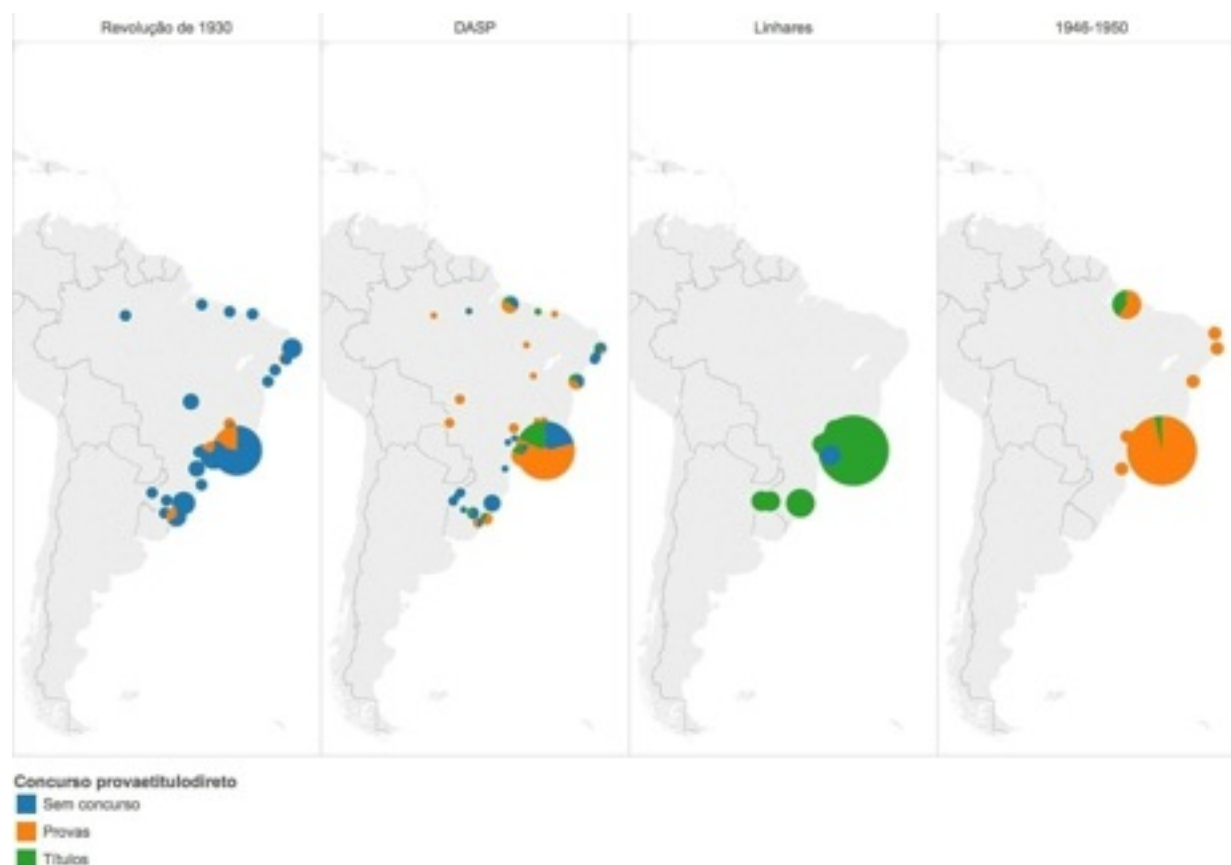 Revolução de 1930
DASP
Linhares
1946-1950
Concurso provaetitulodireto
Sem concurso
Provas
Títulos